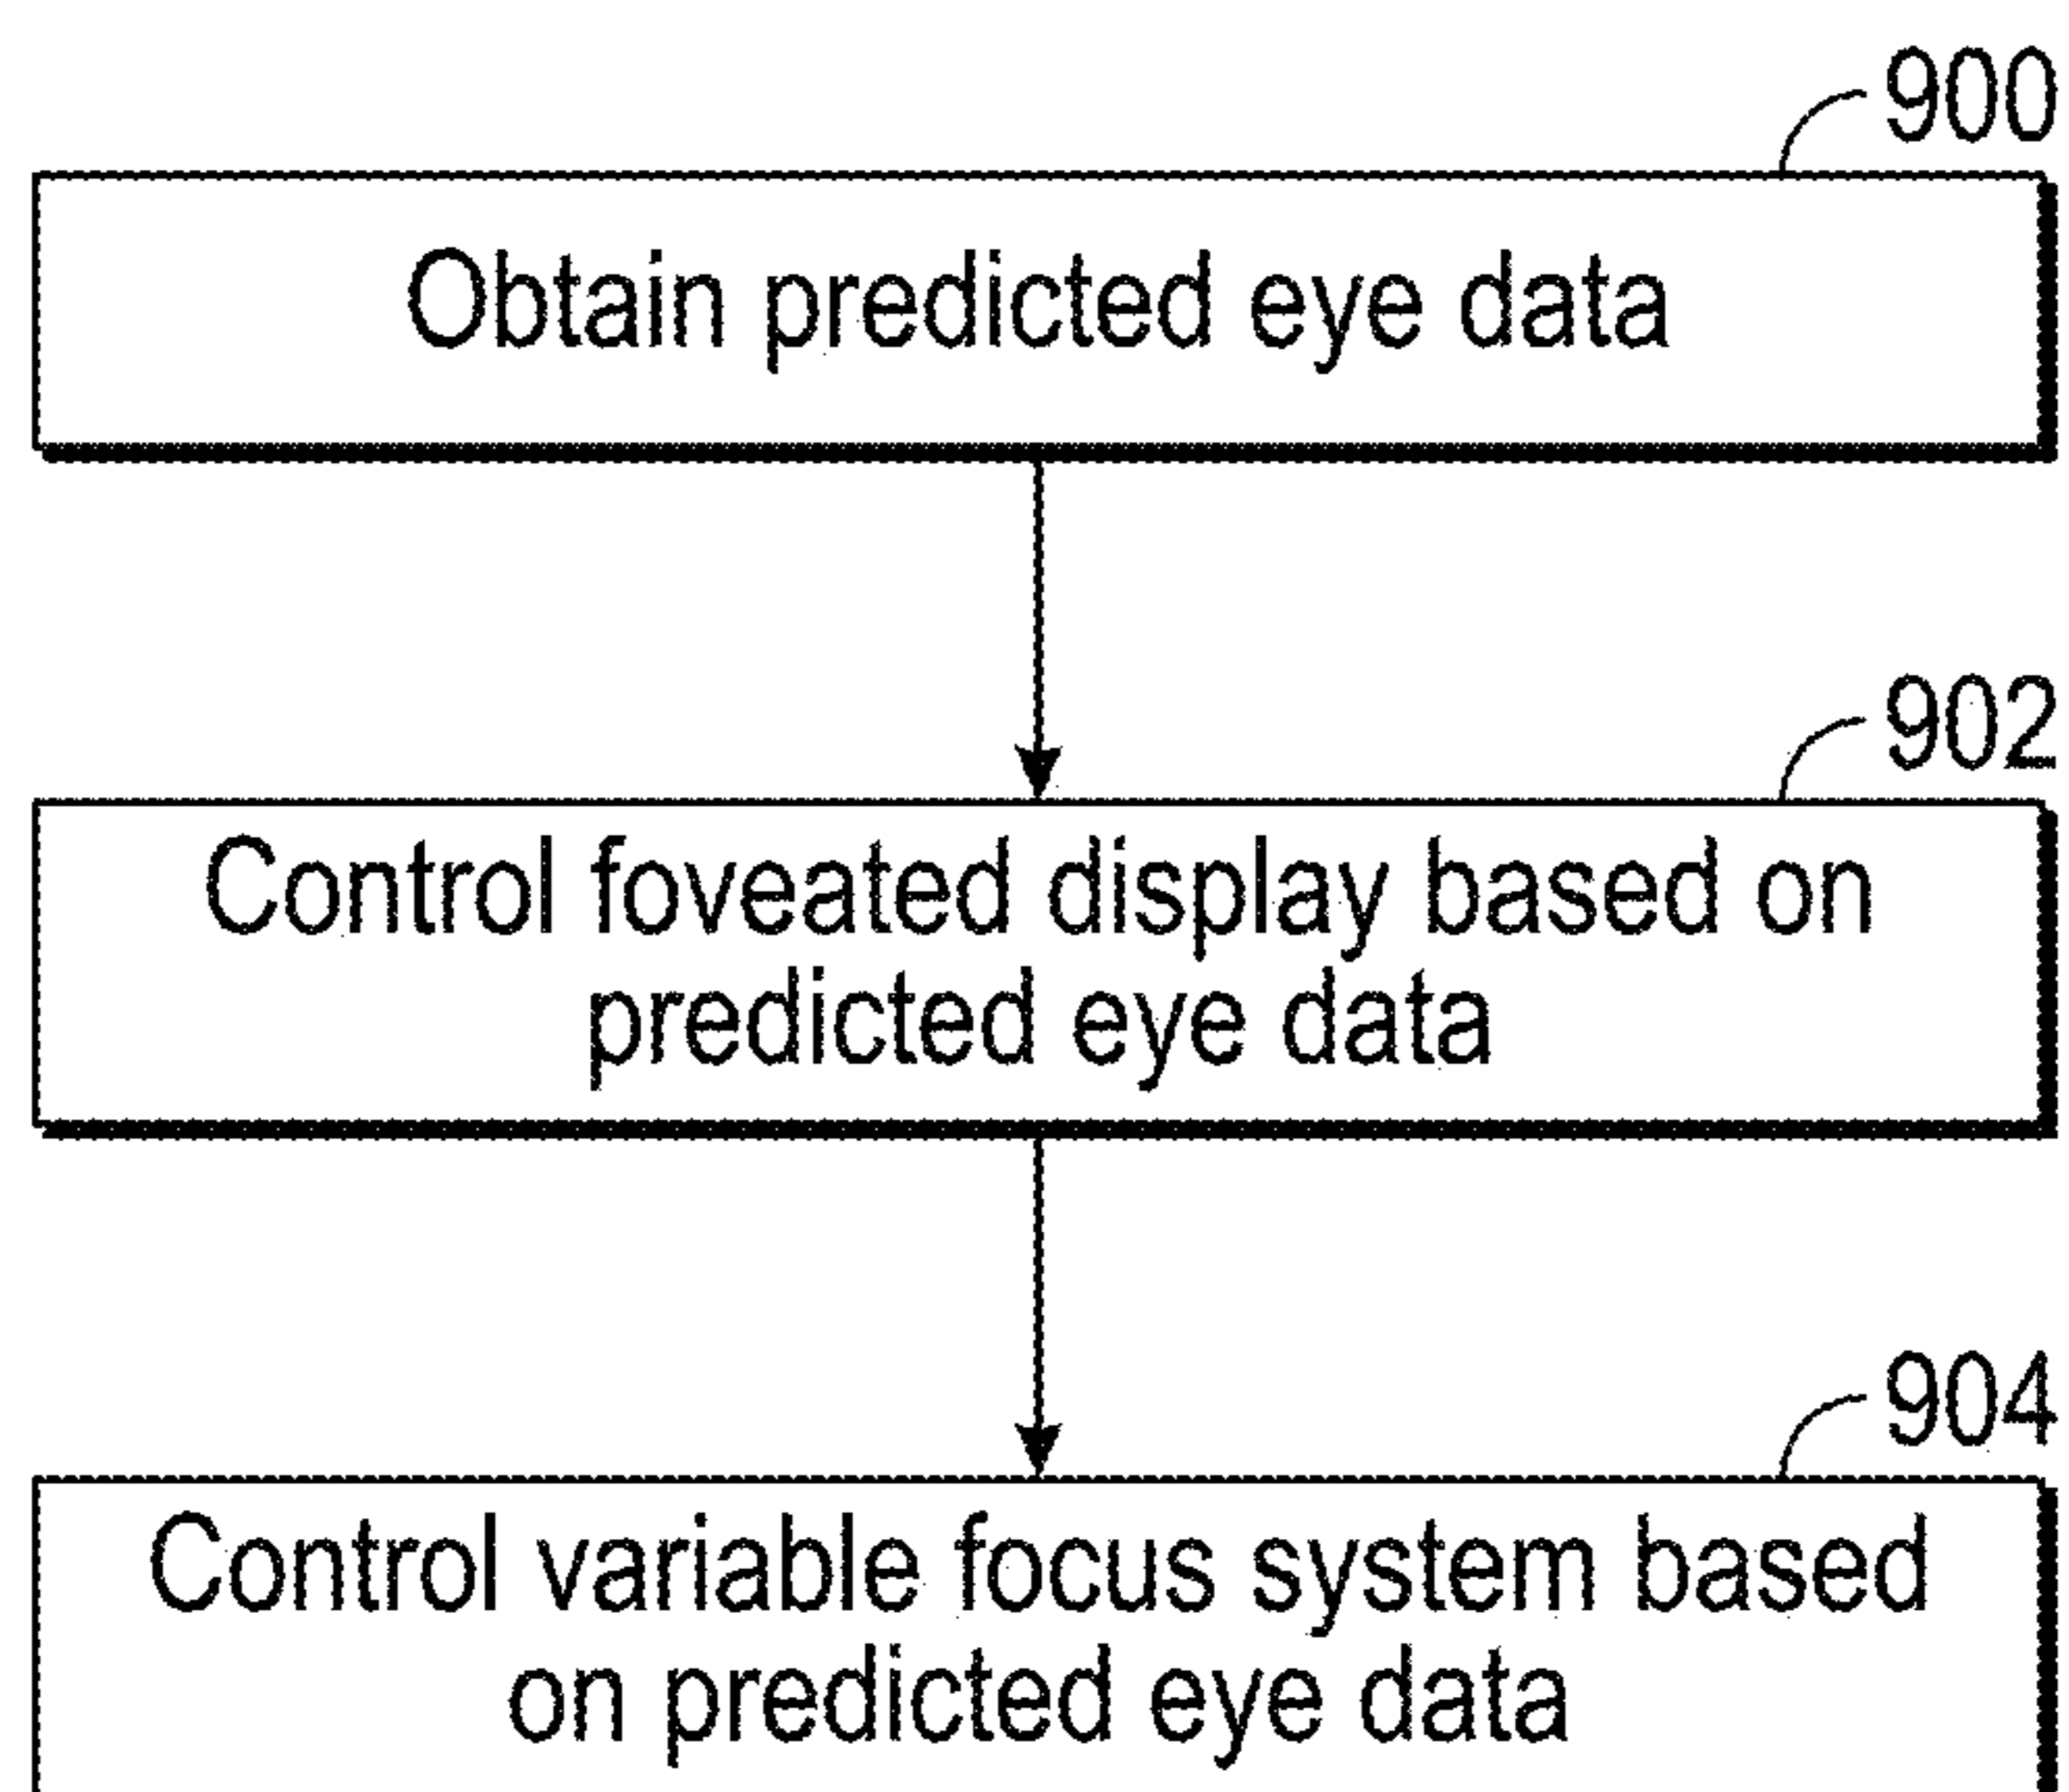 900
Obtain predicted eye data
902
Control foveated display based on
predicted eye data
904
Control variable focus system based
on predicted eye data